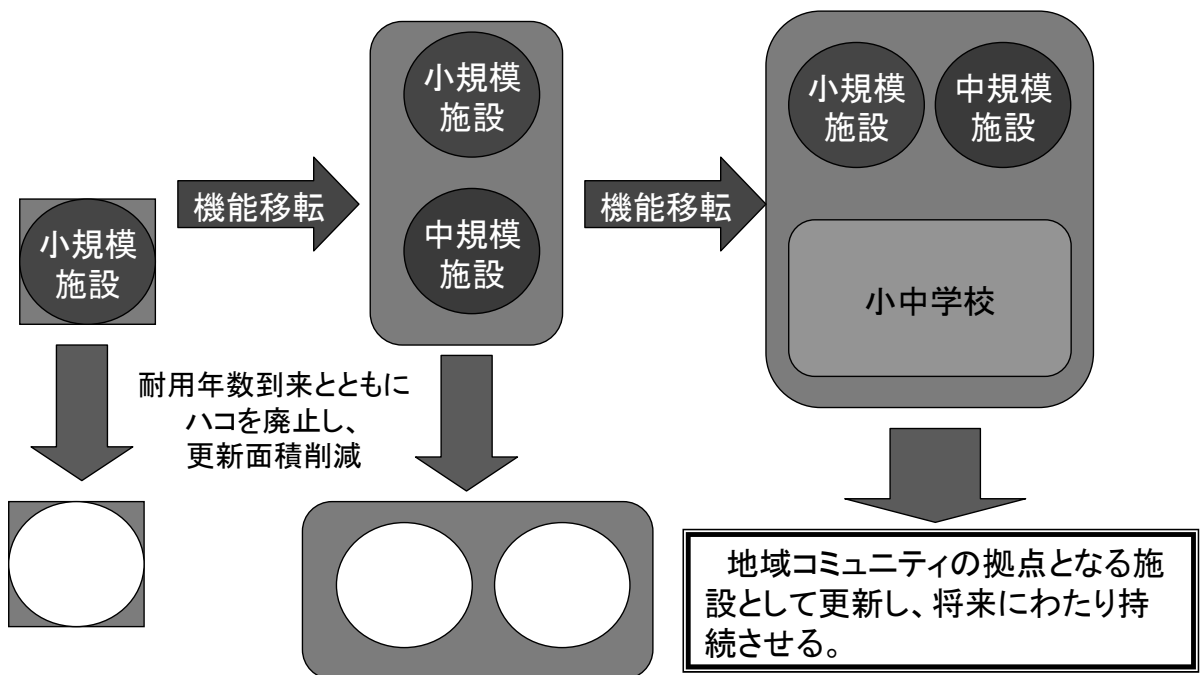 小規模
施設
機能移転
小規模
施設
中規模
施設
機能移転
小規模
施設
中規模
施設
小中学校
耐用年数到来とともに
ハコを廃止し、
更新面積削減
地域コミュニティの拠点となる施
設として更新し、将来にわたり持
続させる。